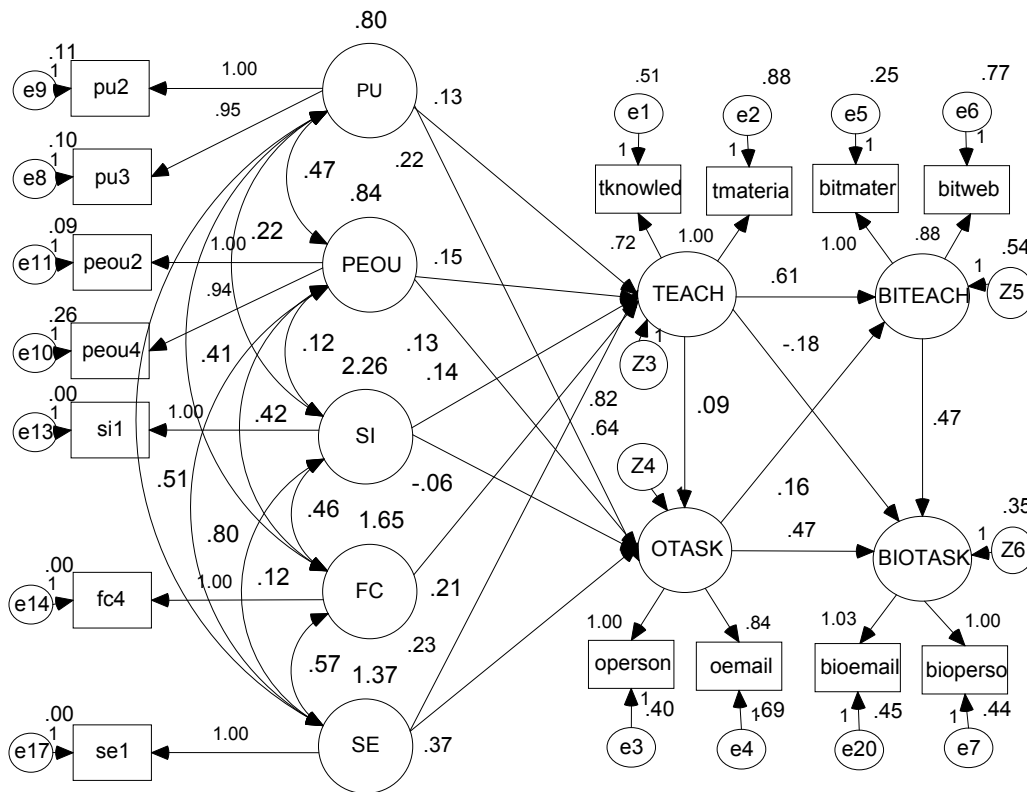 .80
.11
1
e9
pu2
1.00
PU
.13
.95
.10
1
e8
pu3
.47
.22
.84
.09
1
e11
peou2
1.00
.22
PEOU
.15
.94
.26
1
e10
peou4
.41
.12
.13
2.26
.14
.00
1
e13
si1
1.00
.42
SI
.82
.64
.51
.80
.46
-.06
1.65
.00
1
e14
fc4
1.00
.12
FC
.21
.57
.23
1.37
.00
1
e17
se1
1.00
SE
.37
.51
e1
1
tknowled
.88
e2
1
tmateria
.25
e5
1
bitmater
.77
e6
1
bitweb
.72
1.00
1.00
.88
.54
TEACH
.61
BITEACH
1
Z5
1
Z3
-.18
.09
.47
Z4
.16
.35
OTASK
.47
BIOTASK
1
Z6
1.00
.84
1.03
1.00
operson
oemail
bioemail
bioperso
1
.40
1
.69
1
.45
1
.44
e3
e4
e20
e7